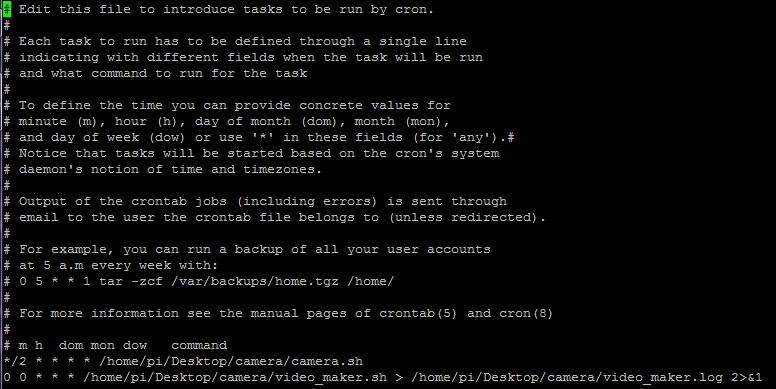 # Edit this file to introduce tasks to be run by cron.
#
# Each task to run has to be defined through a single line
# indicating with different fields when the task will be run
# and what command to run for the task
#
# To define the time you can provide concrete values for
# minute (m), hour (h), day of month (dom), month (mon),
# and day of week (dow) or use '*' in these fields (for 'any').#
# Notice that tasks will be started based on the cron's system
# daemon's notion of time and timezones.
#
# Output of the crontab jobs (including errors) is sent through
# email to the user the crontab file belongs to (unless redirected).
#
# For example, you can run a backup of all your user accounts
# at 5 a.m every week with:
# 0 5 * * 1 tar -zcf /var/backups/home.tgz /home/
#
# For more information see the manual pages of crontab(5) and cron(8)
#
# m h  dom mon dow   command
*/2 * * * * /home/pi/Desktop/camera/camera.sh
0 0 * * * /home/pi/Desktop/camera/video_maker.sh > /home/pi/Desktop/camera/video_maker.log 2>&1